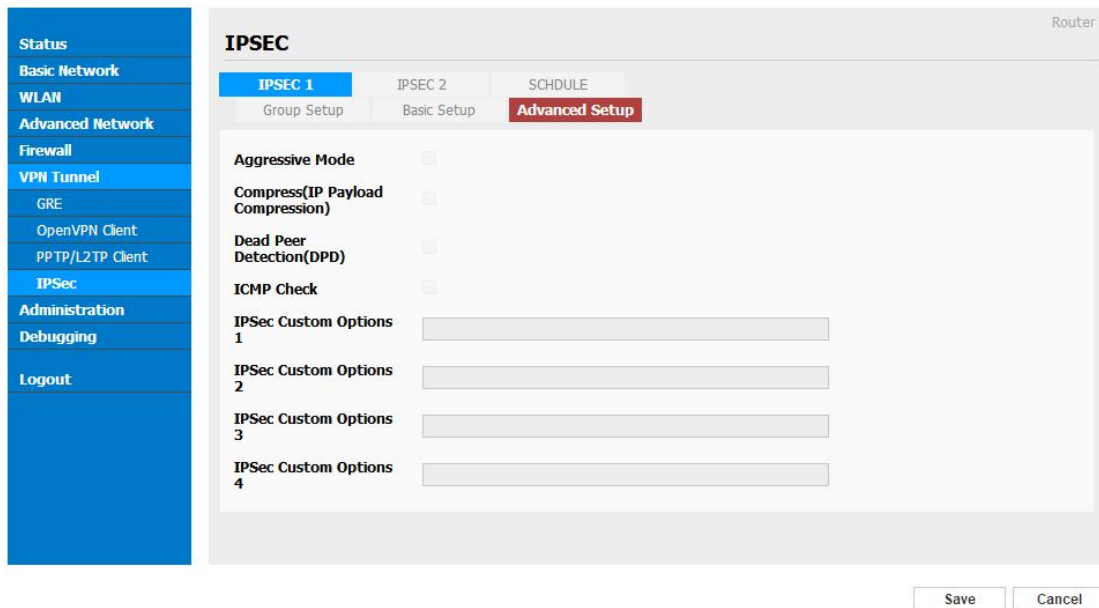 Router
Status
Basic Network
WLAN
Advanced Network
Firewall
VPN Tunnel
GRE
OpenVPN Client
PPTP/L2TP Client
IPSec
Administration
Debugging
Logout
IPSEC
IPSEC 1 IPSEC 2 SCHDULE
Group Setup Basic Setup Advanced Setup
Aggressive Mode
Compress(IP Payload
Compression)
Dead Peer
Detection(DPD)
ICMP Check
IPSec Custom Options
1
IPSec Custom Options
2
IPSec Custom Options
3
IPSec Custom Options
4
Save Cancel